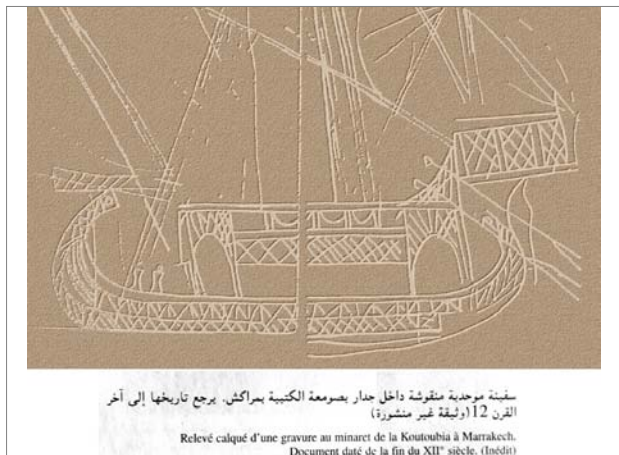 سفينة موحدية منقوشة داخل جدار بصومعة الكتبية بمراكش. يرجع تاريخها إلى آخر
القرن 12 (وثيقة غير منشورة)
Relevé calqué d'une gravure au minaret de la Koutoubia à Marrakech.
Document daté de la fin du XIIᵉ siècle. (Inédit)